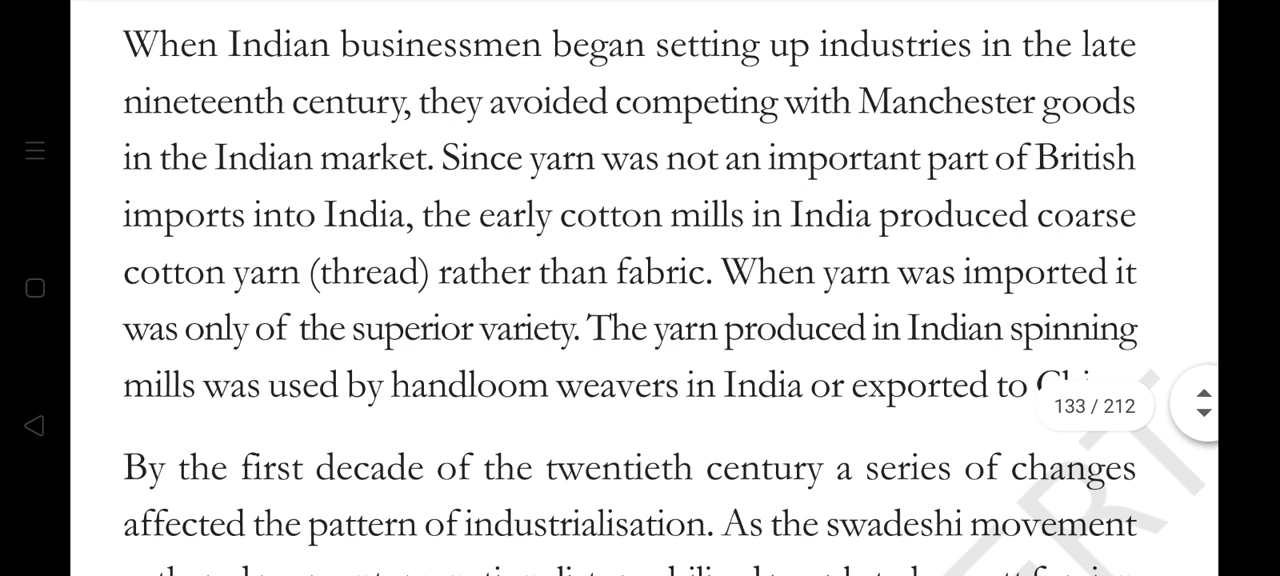 When Indian businessmen began setting up industries in the late
nineteenth century, they avoided competing with Manchester goods
in the Indian market. Since yarn was not an important part of British
imports into India, the early cotton mills in India produced coarse
cotton yarn (thread) rather than fabric. When yarn was imported it
was only of the superior variety. The yarn produced in Indian spinning
mills was used by handloom weavers in India or exported to
133 / 212
By the first decade of the twentieth century a series of changes
affected the pattern of industrialisation. As the swadeshi movement